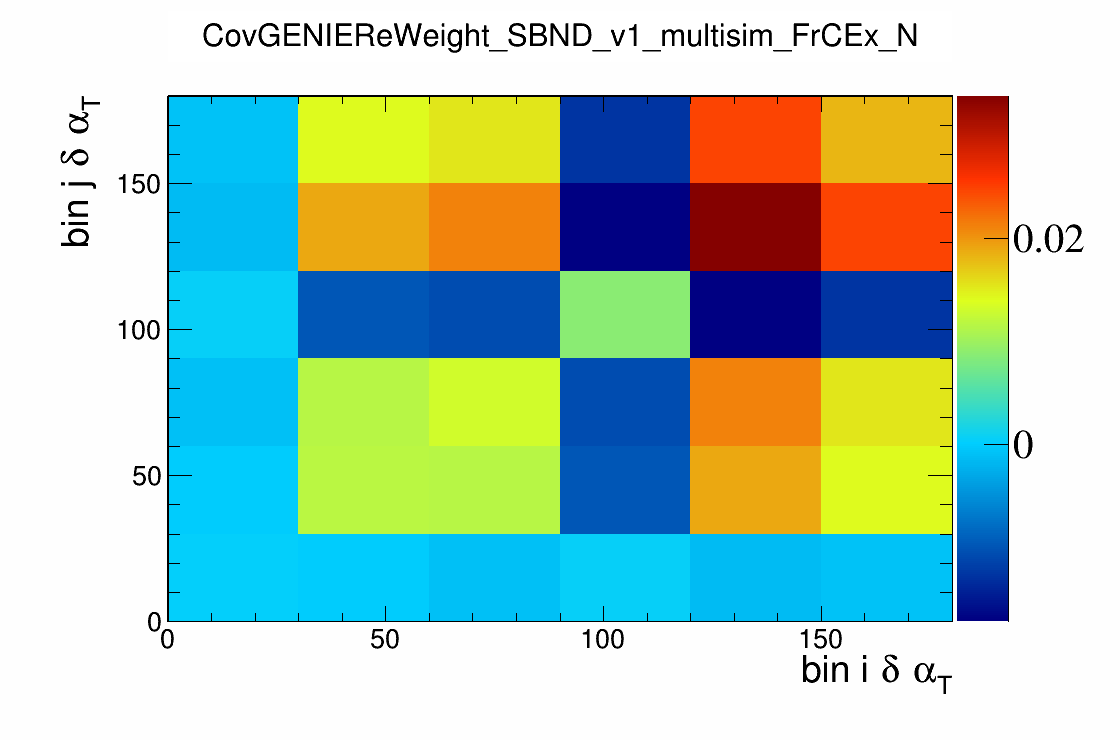 CovGENIEReWeight_SBND_v1_multisim_FrCEx_N
bin j δ α_T
150
100
50
0
0 50 100 150
bin i δ α_T
0.02
0